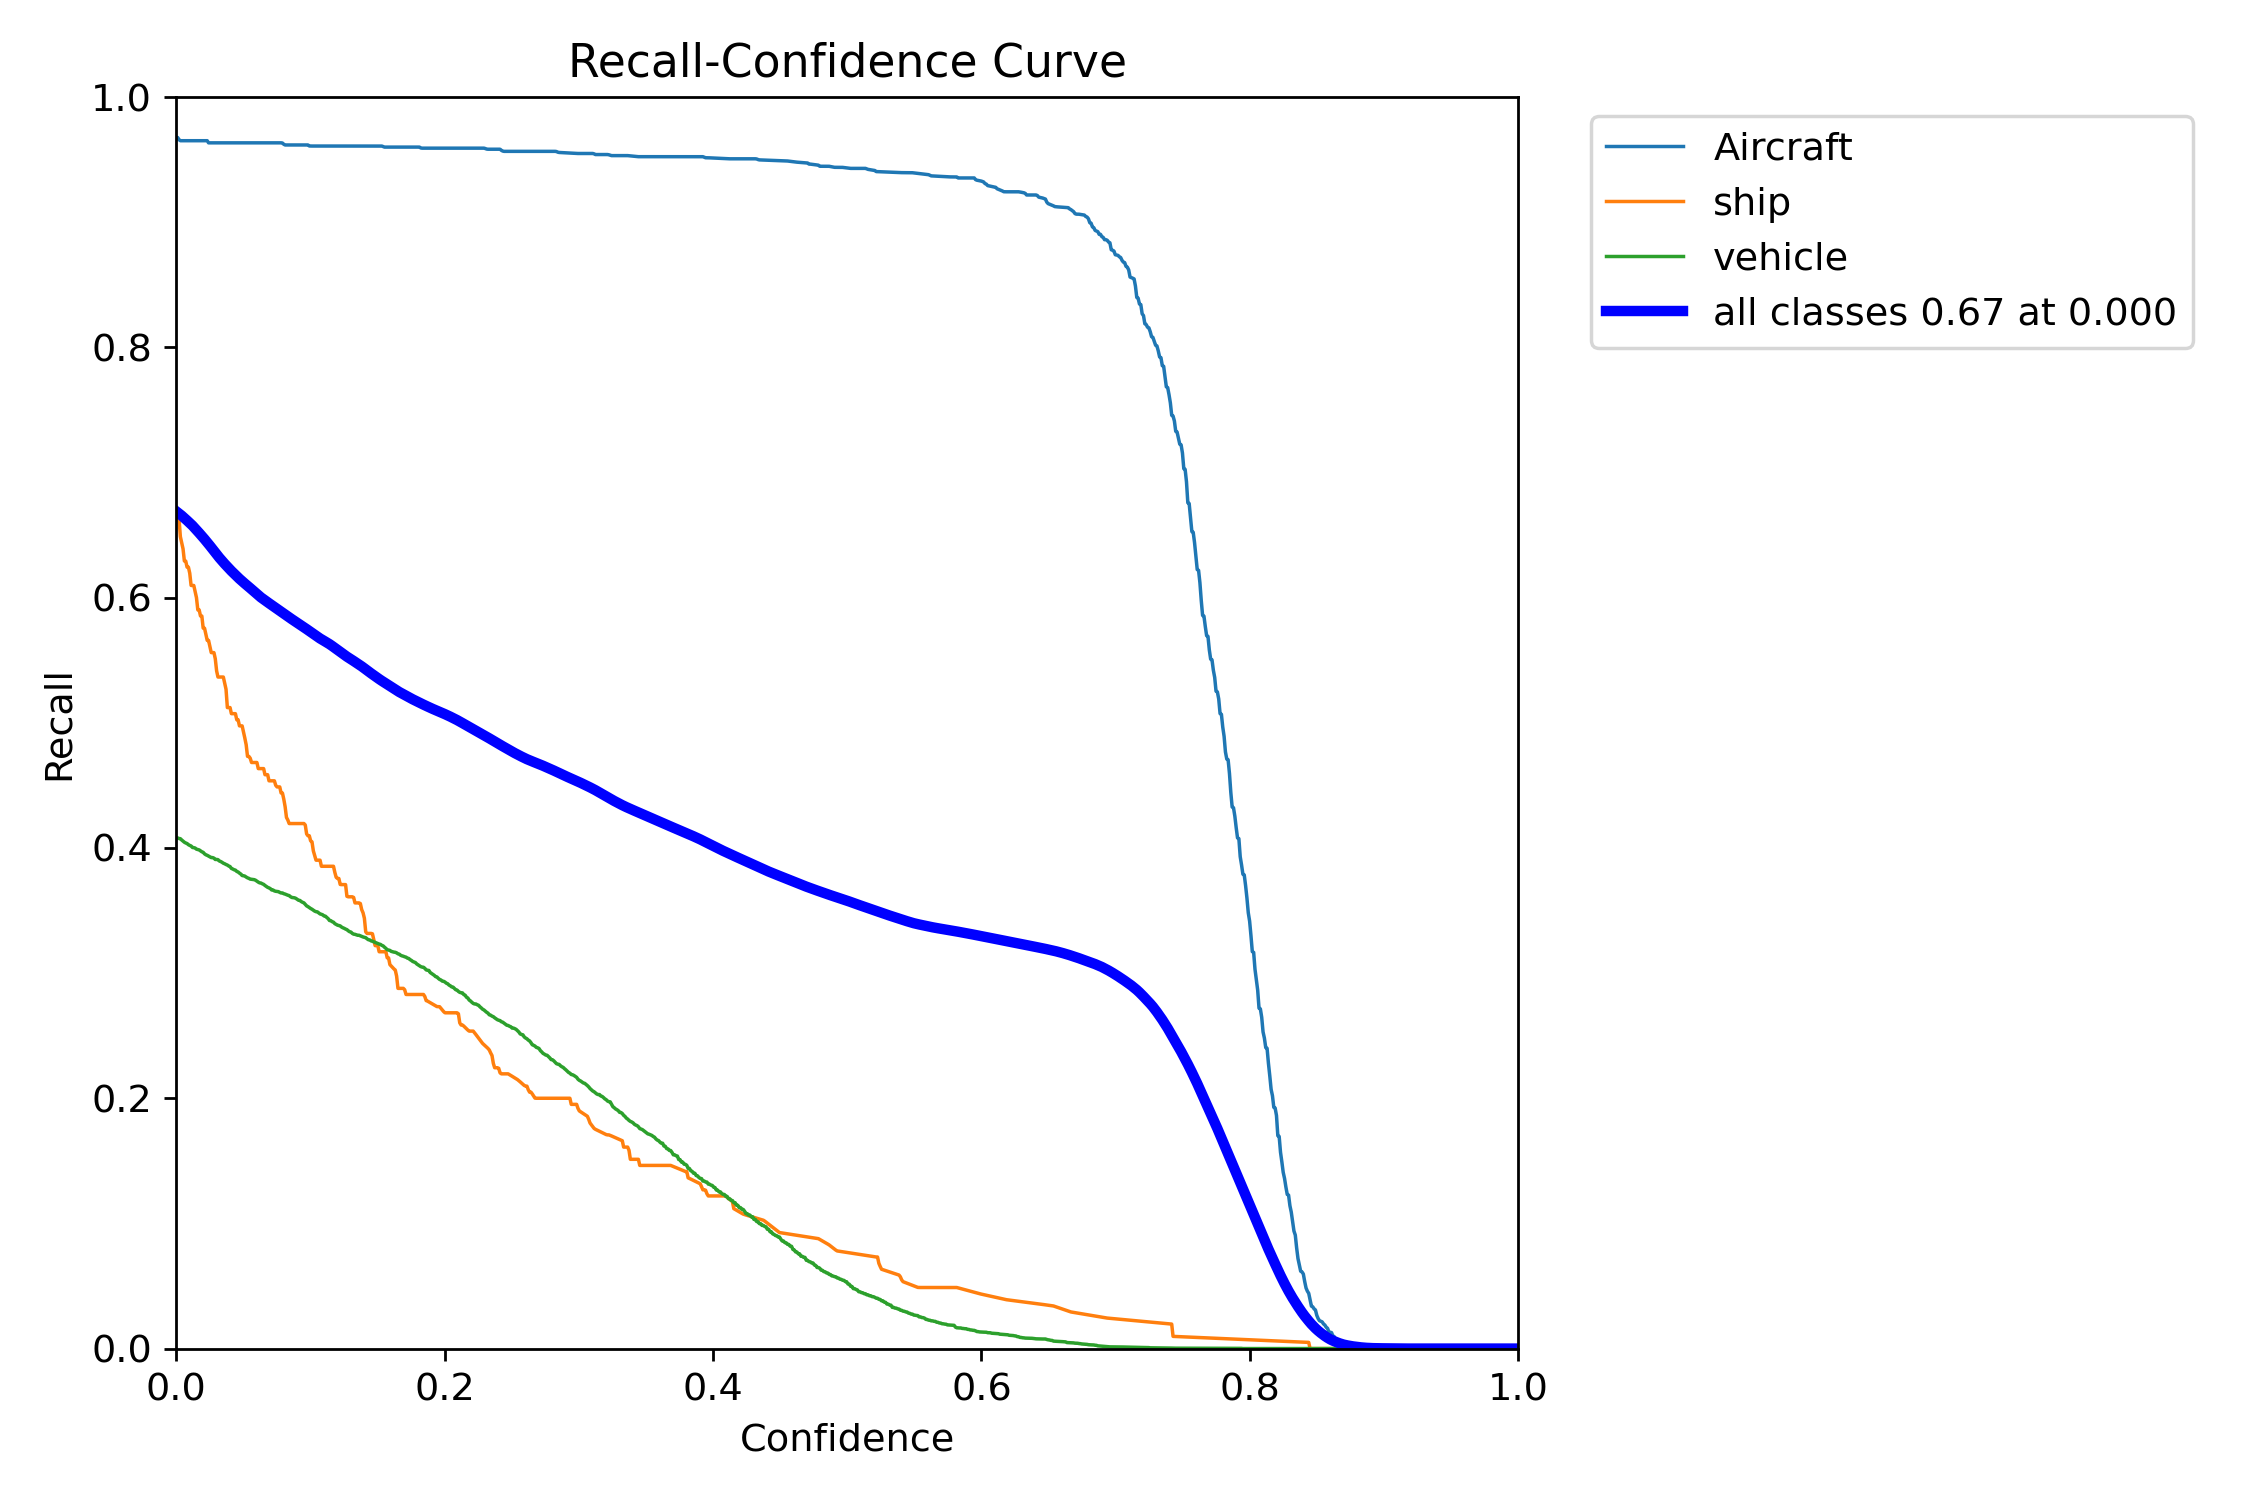 Recall-Confidence Curve
1.0
0.8
0.6
0.4
0.2
0.0
Recall
0.0 0.2 0.4 0.6 0.8 1.0
Confidence
Aircraft
ship
vehicle
all classes 0.67 at 0.000